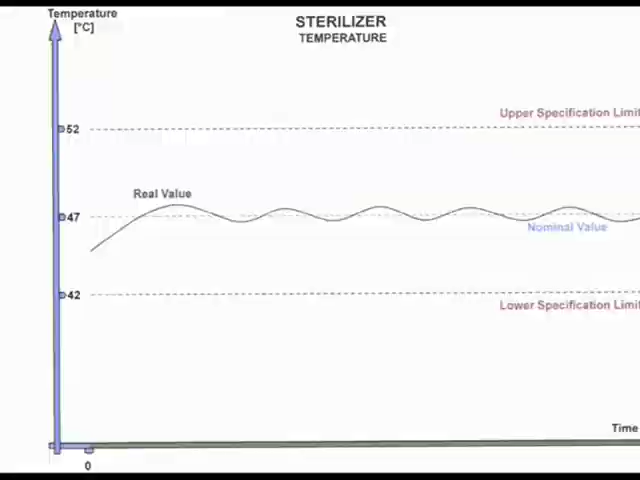 Temperature
[°C]
STERILIZER
TEMPERATURE
Upper Specification Limit
52
Real Value
47
Nominal Value
42
Lower Specification Limit
Time
0